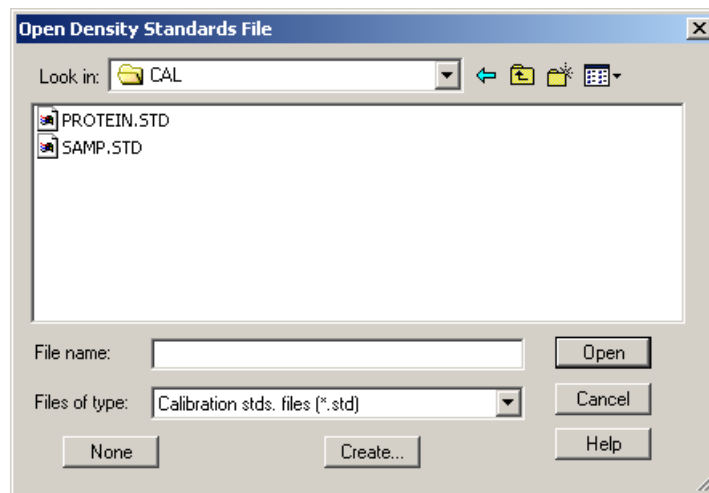 Open Density Standards File
Look in: CAL
PROTEIN.STD
SAMP.STD
File name: Open
Files of type: Calibration stds. files (*.std) Cancel
None Create... Help